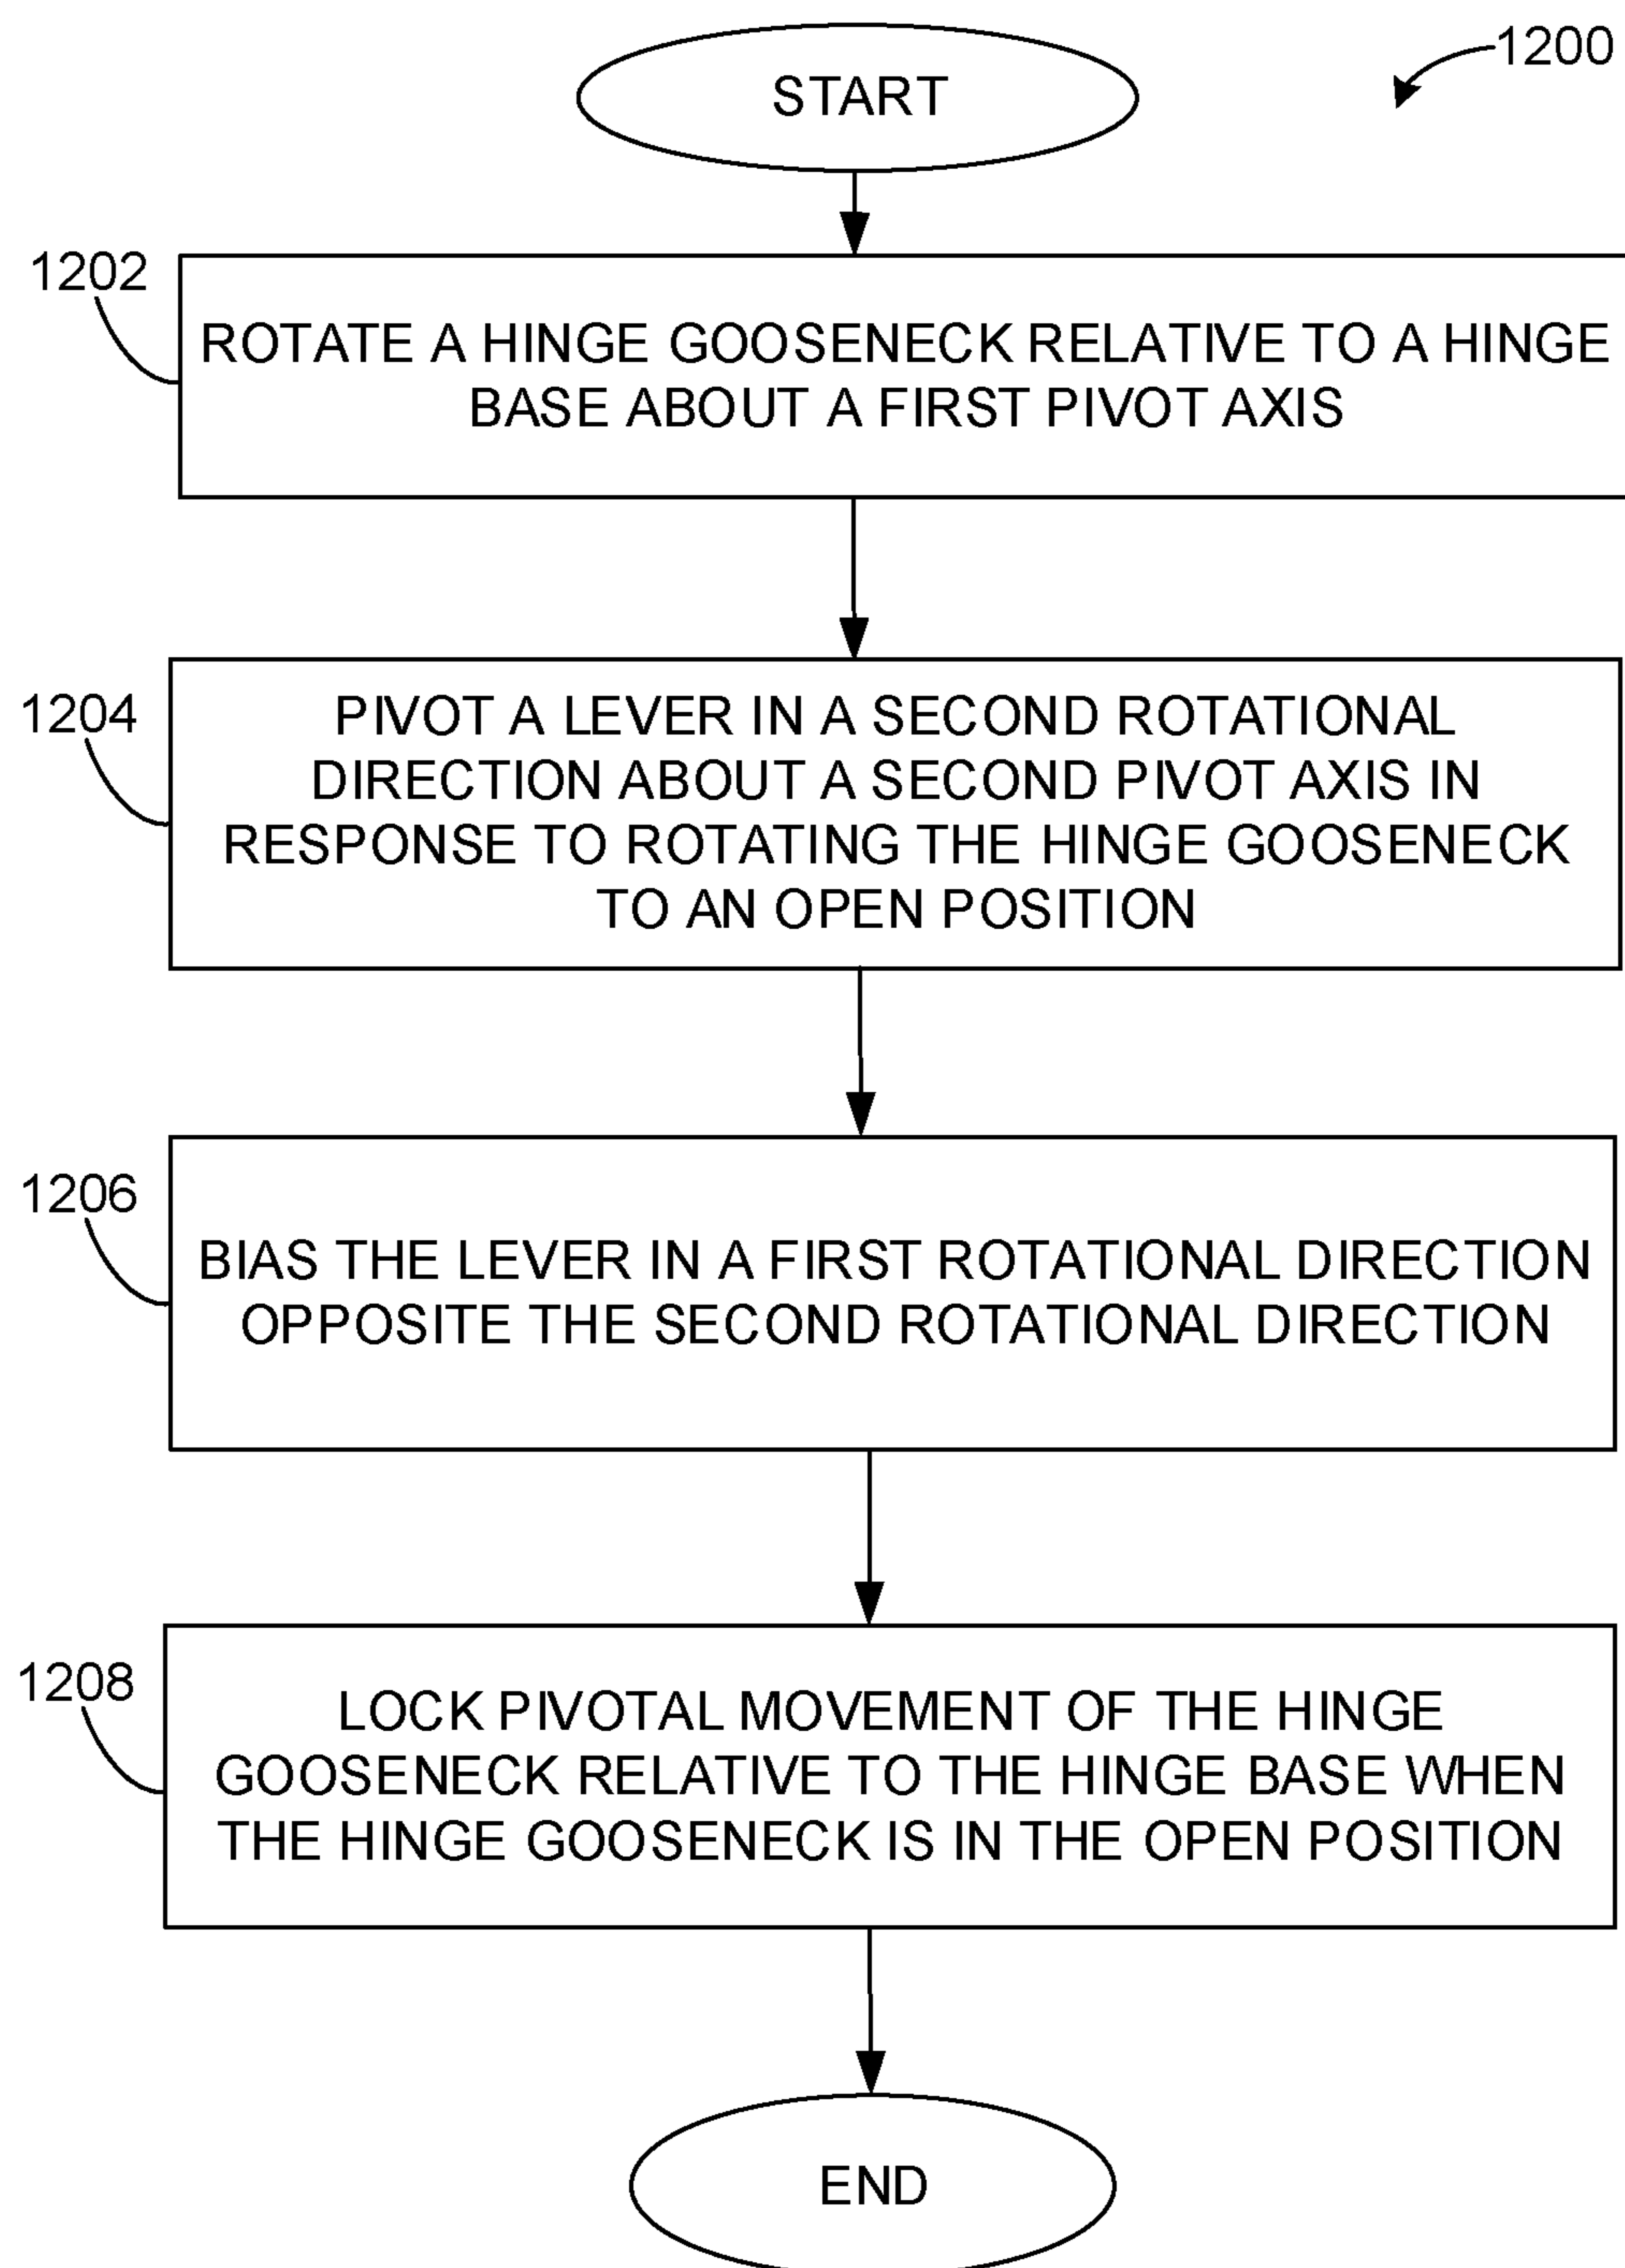 START
1200
1202
ROTATE A HINGE GOOSENECK RELATIVE TO A HINGE
BASE ABOUT A FIRST PIVOT AXIS
1204
PIVOT A LEVER IN A SECOND ROTATIONAL
DIRECTION ABOUT A SECOND PIVOT AXIS IN
RESPONSE TO ROTATING THE HINGE GOOSENECK
TO AN OPEN POSITION
1206
BIAS THE LEVER IN A FIRST ROTATIONAL DIRECTION
OPPOSITE THE SECOND ROTATIONAL DIRECTION
1208
LOCK PIVOTAL MOVEMENT OF THE HINGE
GOOSENECK RELATIVE TO THE HINGE BASE WHEN
THE HINGE GOOSENECK IS IN THE OPEN POSITION
END